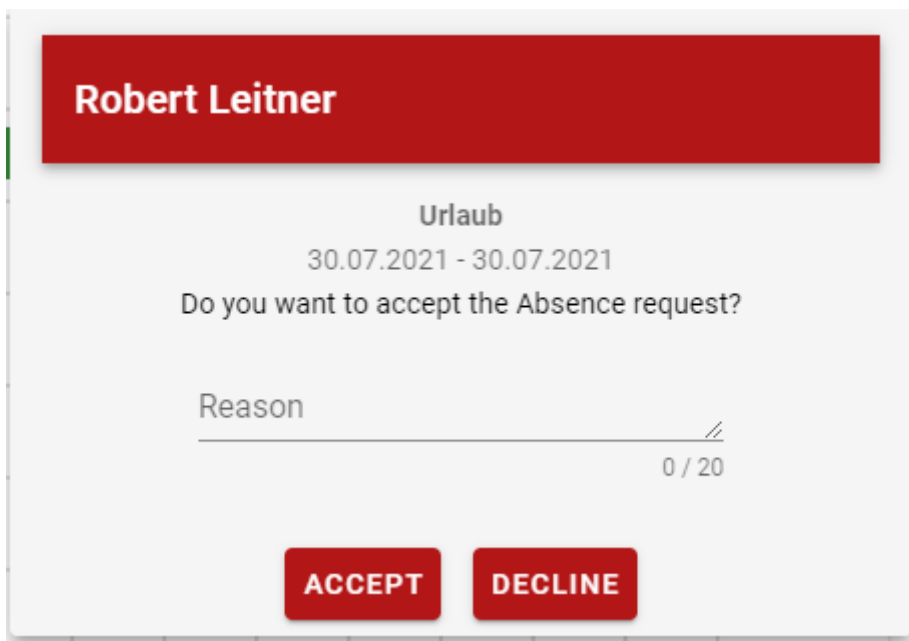 Robert Leitner
Urlaub
30.07.2021 - 30.07.2021
Do you want to accept the Absence request?
Reason
0 / 20
ACCEPT DECLINE